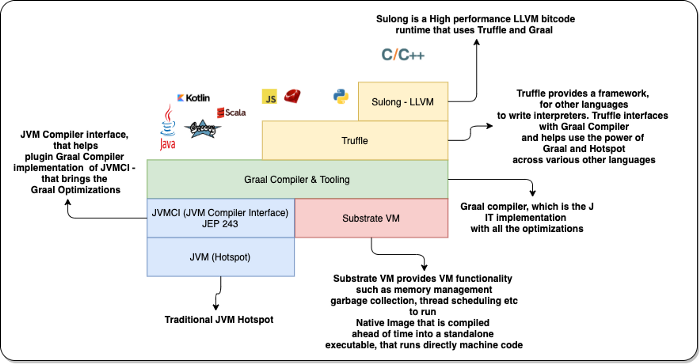 Sulong is a High performance LLVM bitcode
runtime that uses Truffle and Graal
C/C++
Kotlin
JS
Scala
Java
Groovy
Sulong - LLVM
Truffle provides a framework,
for other languages
to write interpreters. Truffle interfaces
with Graal Compiler
and helps use the power of
Graal and Hotspot
across various other languages
Truffle
JVM Compiler interface,
that helps
plugin Graal Compiler
implementation of JVMCI -
that brings the
Graal Optimizations
Graal Compiler & Tooling
Graal compiler, which is the J
IT implementation
with all the optimizations
JVMCI (JVM Compiler Interface)
JEP 243
Substrate VM
JVM (Hotspot)
Traditional JVM Hotspot
Substrate VM provides VM functionality
such as memory management
garbage collection, thread scheduling etc
to run
Native Image that is compiled
ahead of time into a standalone
executable, that runs directly machine code